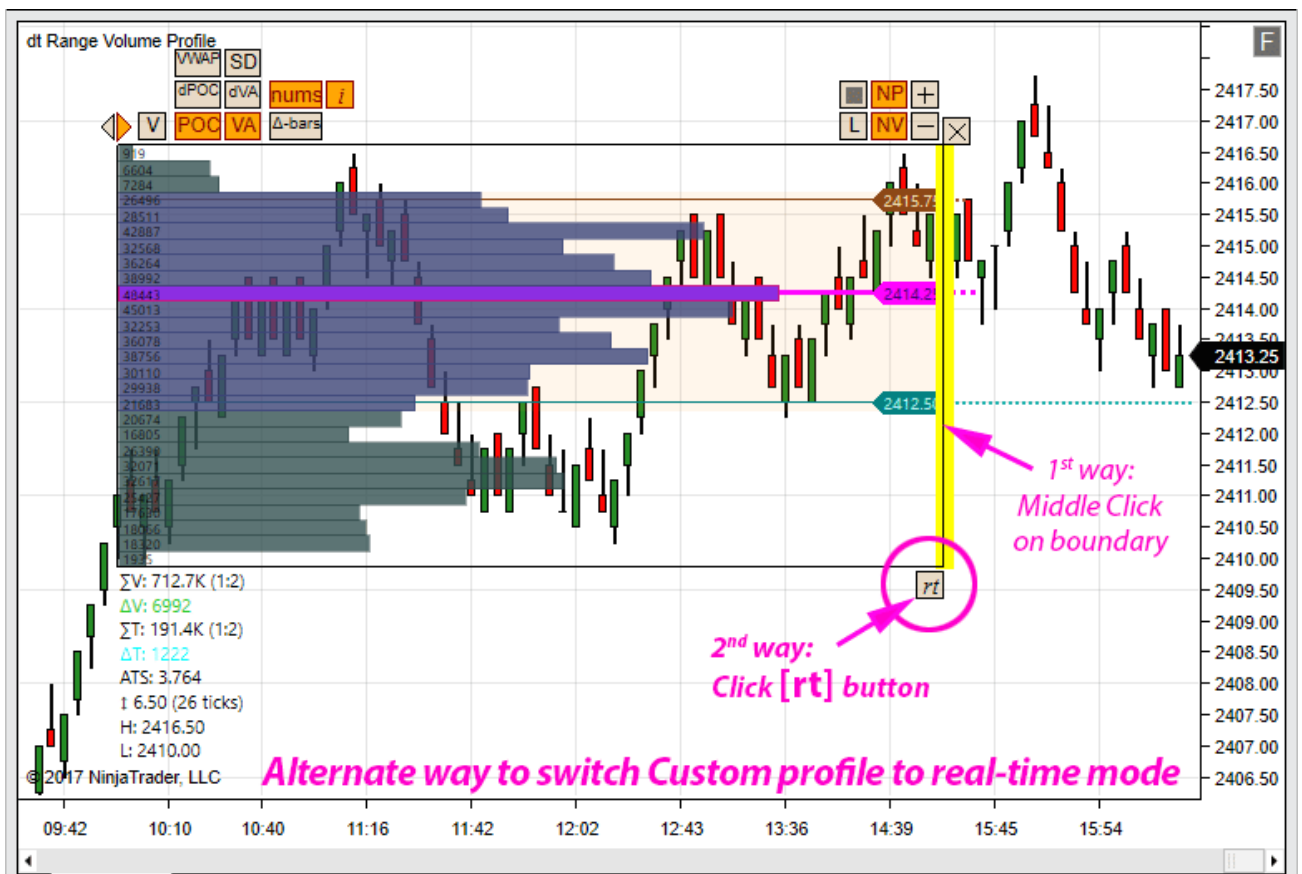 dt Range Volume Profile
F
VWAP SD
dPOC dVA nums i
V POC VA Δ-bars
NP +
L NV −
919
6604
7284
26496
28511
42887
32568
36264
38992
48443
45013
32253
36078
38756
30110
29938
21683
20674
16805
26390
32071
18066
18320
1935
2415.75
2414.25
2412.50
2417.50
2417.00
2416.50
2416.00
2415.50
2415.00
2414.50
2414.00
2413.50
2413.25
2413.00
2412.50
2412.00
2411.50
2411.00
2410.50
2410.00
2409.50
2409.00
2408.50
2408.00
2407.50
2407.00
2406.50
1st way:
Middle Click
on boundary
rt
2nd way:
Click [rt] button
∑V: 712.7K (1:2)
ΔV: 6992
∑T: 191.4K (1:2)
ΔT: 1222
ATS: 3.764
↕ 6.50 (26 ticks)
H: 2416.50
L: 2410.00
© 2017 NinjaTrader, LLC
Alternate way to switch Custom profile to real-time mode
09:42 10:10 10:40 11:16 11:42 12:02 12:43 13:36 14:39 15:45 15:54